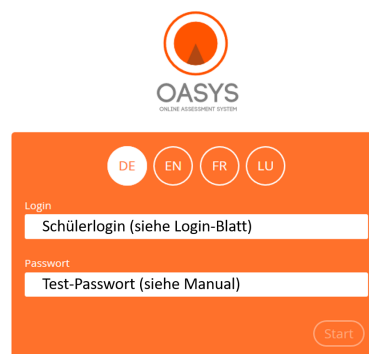 OASYS
ONLINE ASSESSMENT SYSTEM
DE EN FR LU
Login
Schülerlogin (siehe Login-Blatt)
Passwort
Test-Passwort (siehe Manual)
Start